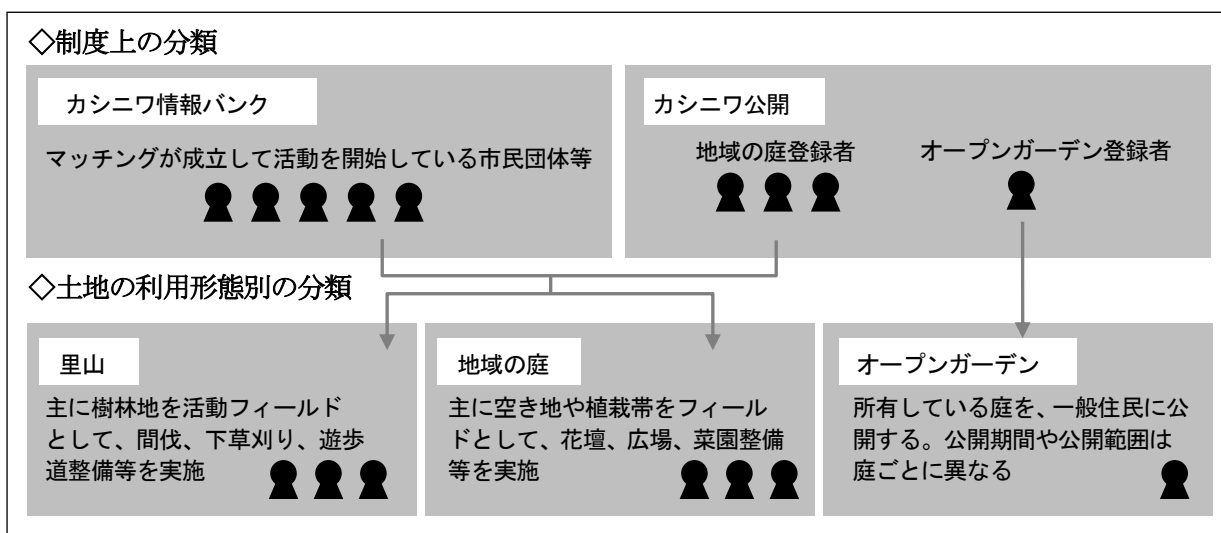 ◇制度上の分類
カシニワ情報バンク
マッチングが成立して活動を開始している市民団体等
カシニワ公開
地域の庭登録者
オープンガーデン登録者
◇土地の利用形態別の分類
里山
主に樹林地を活動フィールド
として、間伐、下草刈り、遊歩
道整備等を実施
地域の庭
主に空き地や植栽帯をフィール
ドとして、花壇、広場、菜園整備
等を実施
オープンガーデン
所有している庭を、一般住民に公
開する。公開期間や公開範囲は
庭ごとに異なる